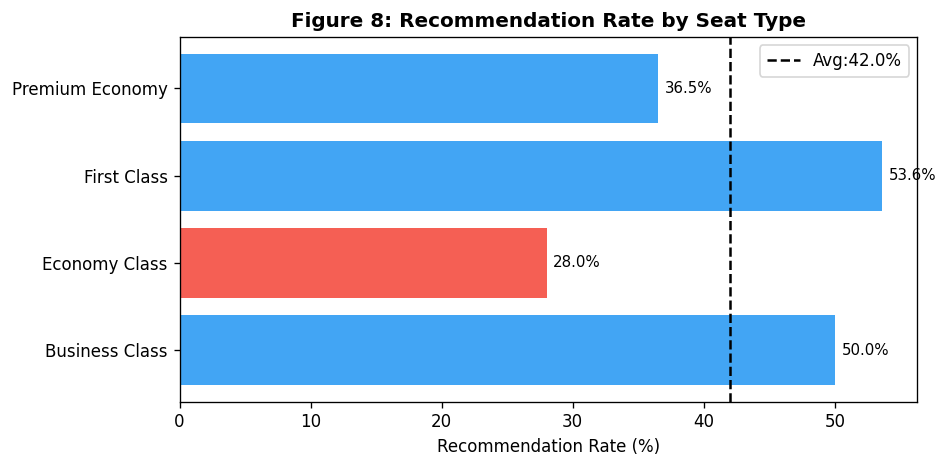 Figure 8: Recommendation Rate by Seat Type
Avg:42.0%
Premium Economy 36.5%
First Class 53.6%
Economy Class 28.0%
Business Class 50.0%
0 10 20 30 40 50
Recommendation Rate (%)